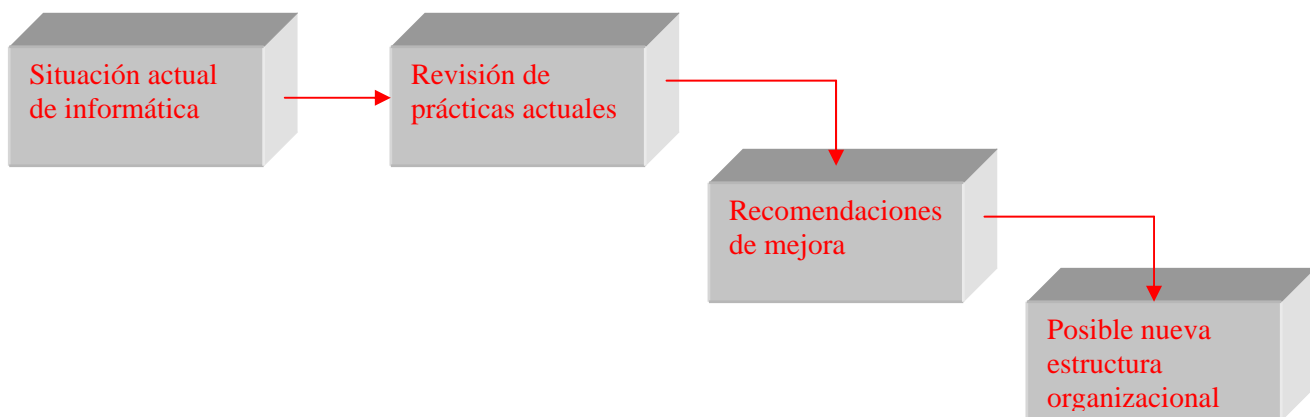 Situación actual
de informática
Revisión de
prácticas actuales
Recomendaciones
de mejora
Posible nueva
estructura
organizacional